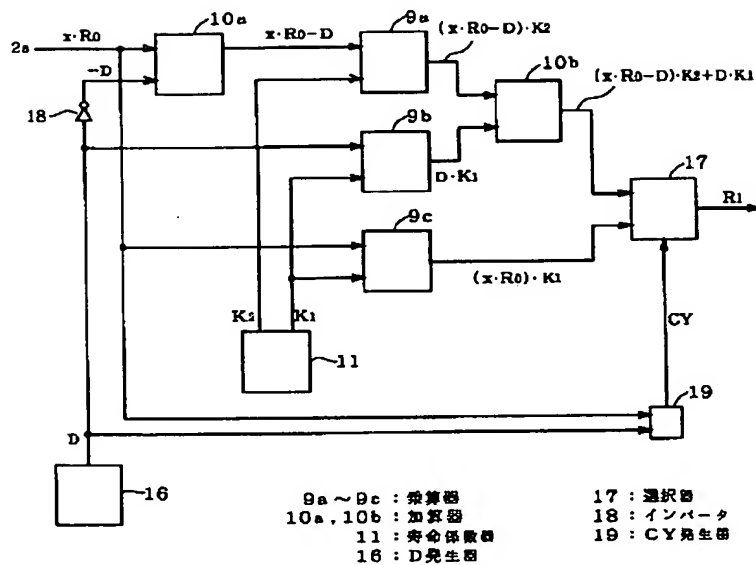 10a
9a
(x·R0−D)·K2
2a
x·R0
x·R0−D
10b
−D
(x·R0−D)·K2+D·K1
18
9b
17
D·K1
R1
9c
(x·R0)·K1
K2
K1
CY
11
19
D
16
9a～9c：乗算器
10a，10b：加算器
11：寿命係数器
16：D発生器
17：選択器
18：インバータ
19：CY発生器